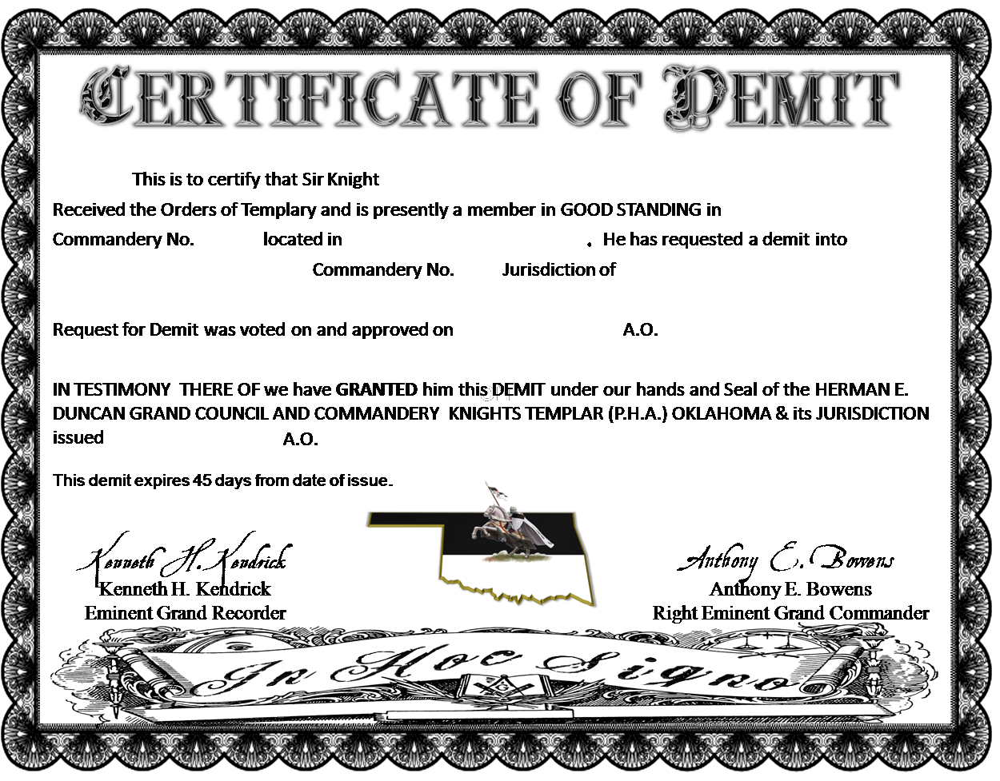 CERTIFICATE OF DEMIT
This is to certify that Sir Knight
Received the Orders of Templary and is presently a member in GOOD STANDING in
Commandery No. located in . He has requested a demit into
Commandery No. Jurisdiction of
Request for Demit was voted on and approved on A.O.
IN TESTIMONY THERE OF we have GRANTED him this DEMIT under our hands and Seal of the HERMAN E.
DUNCAN GRAND COUNCIL AND COMMANDERY KNIGHTS TEMPLAR (P.H.A.) OKLAHOMA & its JURISDICTION
issued A.O.
This demit expires 45 days from date of issue.
Kenneth H. Kendrick
Kenneth H. Kendrick
Eminent Grand Recorder
Anthony E. Bowens
Anthony E. Bowens
Right Eminent Grand Commander
In Hoc Signo
G